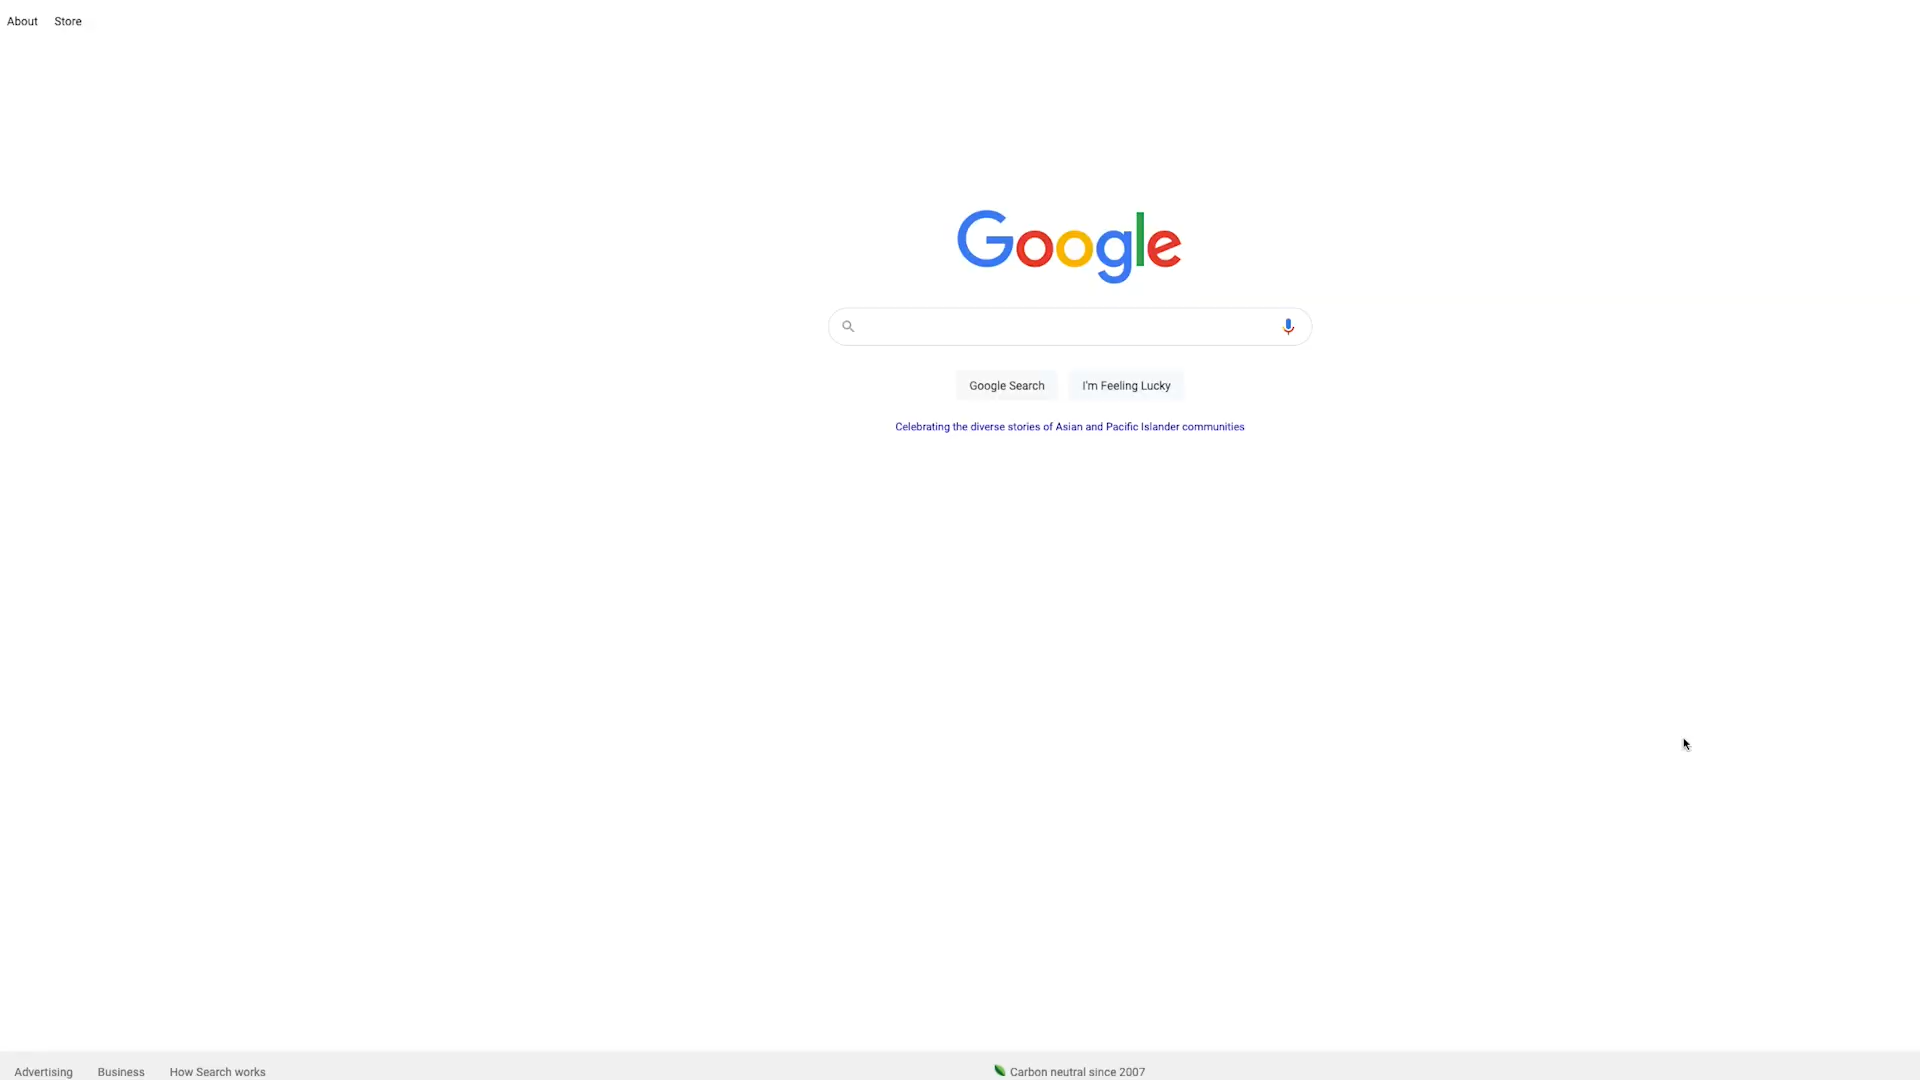 About Store
Google
Google Search I'm Feeling Lucky
Celebrating the diverse stories of Asian and Pacific Islander communities
Advertising Business How Search works Carbon neutral since 2007